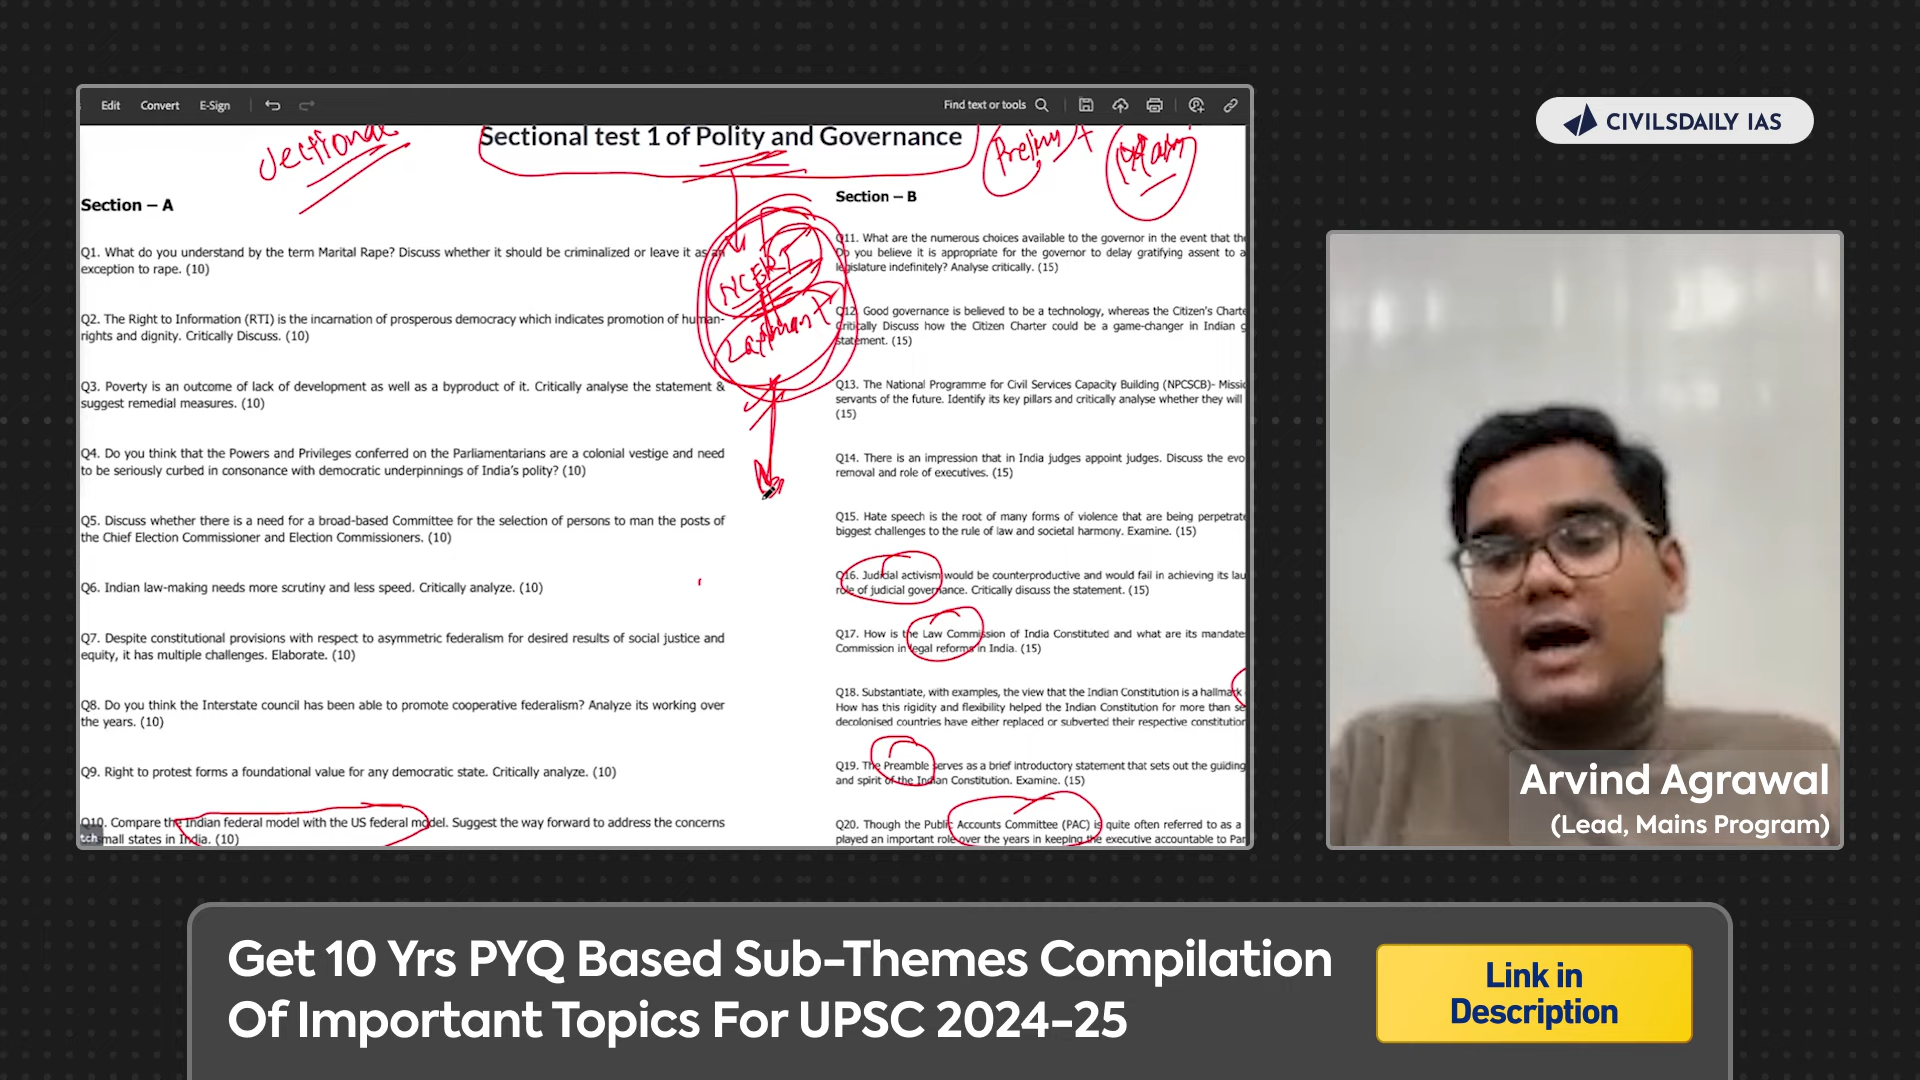 Edit Convert E-Sign Find text or tools
Sectional Sectional test 1 of Polity and Governance Prelims +
CIVILSDAILY IAS
Section – A
Q1. What do you understand by the term Marital Rape? Discuss whether it should be criminalized or leave it as an
exception to rape. (10)
Q2. The Right to Information (RTI) is the incarnation of prosperous democracy which indicates promotion of human-
rights and dignity. Critically Discuss. (10)
Q3. Poverty is an outcome of lack of development as well as a byproduct of it. Critically analyse the statement &
suggest remedial measures. (10)
Q4. Do you think that the Powers and Privileges conferred on the Parliamentarians are a colonial vestige and need
to be seriously curbed in consonance with democratic underpinnings of India's polity? (10)
Q5. Discuss whether there is a need for a broad-based Committee for the selection of persons to man the posts of
the Chief Election Commissioner and Election Commissioners. (10)
Q6. Indian law-making needs more scrutiny and less speed. Critically analyze. (10)
Q7. Despite constitutional provisions with respect to asymmetric federalism for desired results of social justice and
equity, it has multiple challenges. Elaborate. (10)
Q8. Do you think the Interstate council has been able to promote cooperative federalism? Analyze its working over
the years. (10)
Q9. Right to protest forms a foundational value for any democratic state. Critically analyze. (10)
Q10. Compare the Indian federal model with the US federal model. Suggest the way forward to address the concerns
small states in India. (10)
NCERT
Section – B
Q11. What are the numerous choices available to the governor in the event that the
Do you believe it is appropriate for the governor to delay gratifying assent to a
legislature indefinitely? Analyse critically. (15)
Q12. Good governance is believed to be a technology, whereas the Citizen's Charte
Critically Discuss how the Citizen Charter could be a game-changer in Indian g
statement. (15)
Q13. The National Programme for Civil Services Capacity Building (NPCSCB)- Missio
servants of the future. Identify its key pillars and critically analyse whether they will
(15)
Q14. There is an impression that in India judges appoint judges. Discuss the evo
removal and role of executives. (15)
Q15. Hate speech is the root of many forms of violence that are being perpetrate
biggest challenges to the rule of law and societal harmony. Examine. (15)
Q16. Judicial activism would be counterproductive and would fail in achieving its lau
role of judicial governance. Critically discuss the statement. (15)
Q17. How is the Law Commission of India Constituted and what are its mandate
Commission in legal reforms in India. (15)
Q18. Substantiate, with examples, the view that the Indian Constitution is a hallmark
How has this rigidity and flexibility helped the Indian Constitution for more than se
decolonised countries have either replaced or subverted their respective constitution
Q19. The Preamble serves as a brief introductory statement that sets out the guiding
and spirit of the Indian Constitution. Examine. (15)
Q20. Though the Public Accounts Committee (PAC) is quite often referred to as a
played an important role over the years in keeping the executive accountable to Par
Arvind Agrawal
(Lead, Mains Program)
Get 10 Yrs PYQ Based Sub-Themes Compilation
Of Important Topics For UPSC 2024-25
Link in
Description